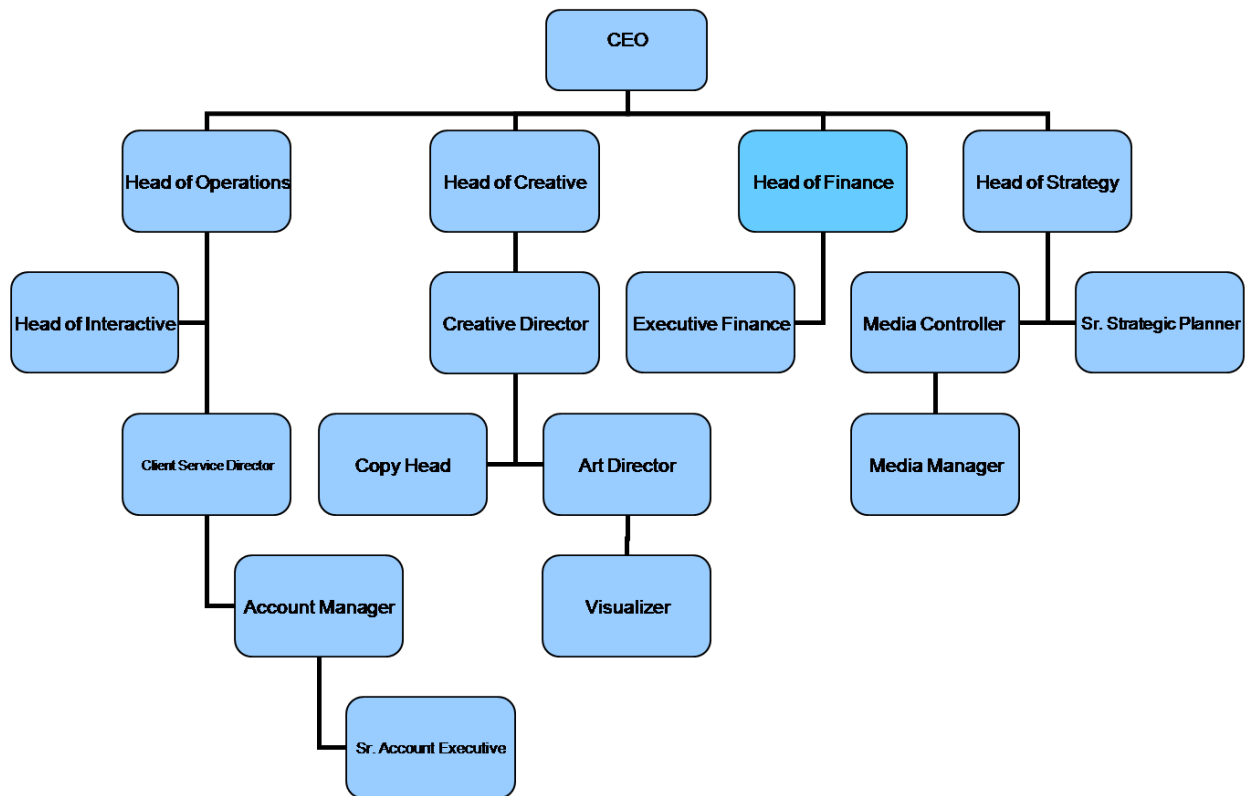 CEO
Head of Operations
Head of Creative
Head of Finance
Head of Strategy
Head of Interactive
Creative Director
Executive Finance
Media Controller
Sr. Strategic Planner
Client Service Director
Copy Head
Art Director
Media Manager
Account Manager
Visualizer
Sr. Account Executive